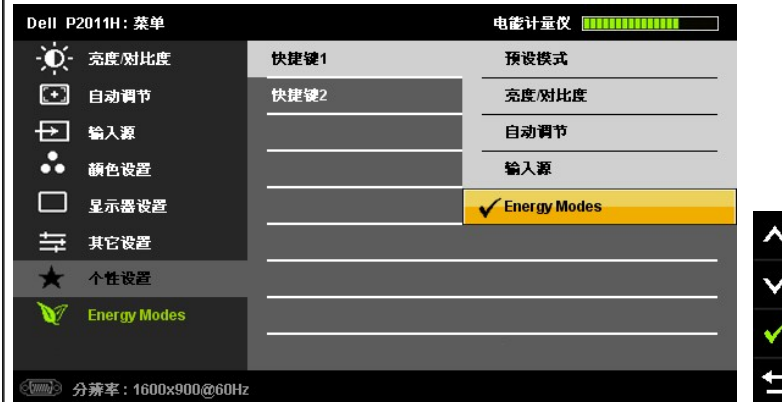 Dell P2011H: 菜单
电能计量仪
亮度/对比度
自动调节
输入源
颜色设置
显示器设置
其它设置
个性设置
Energy Modes
快捷键1
快捷键2
预设模式
亮度/对比度
自动调节
输入源
Energy Modes
分辨率 : 1600x900@60Hz